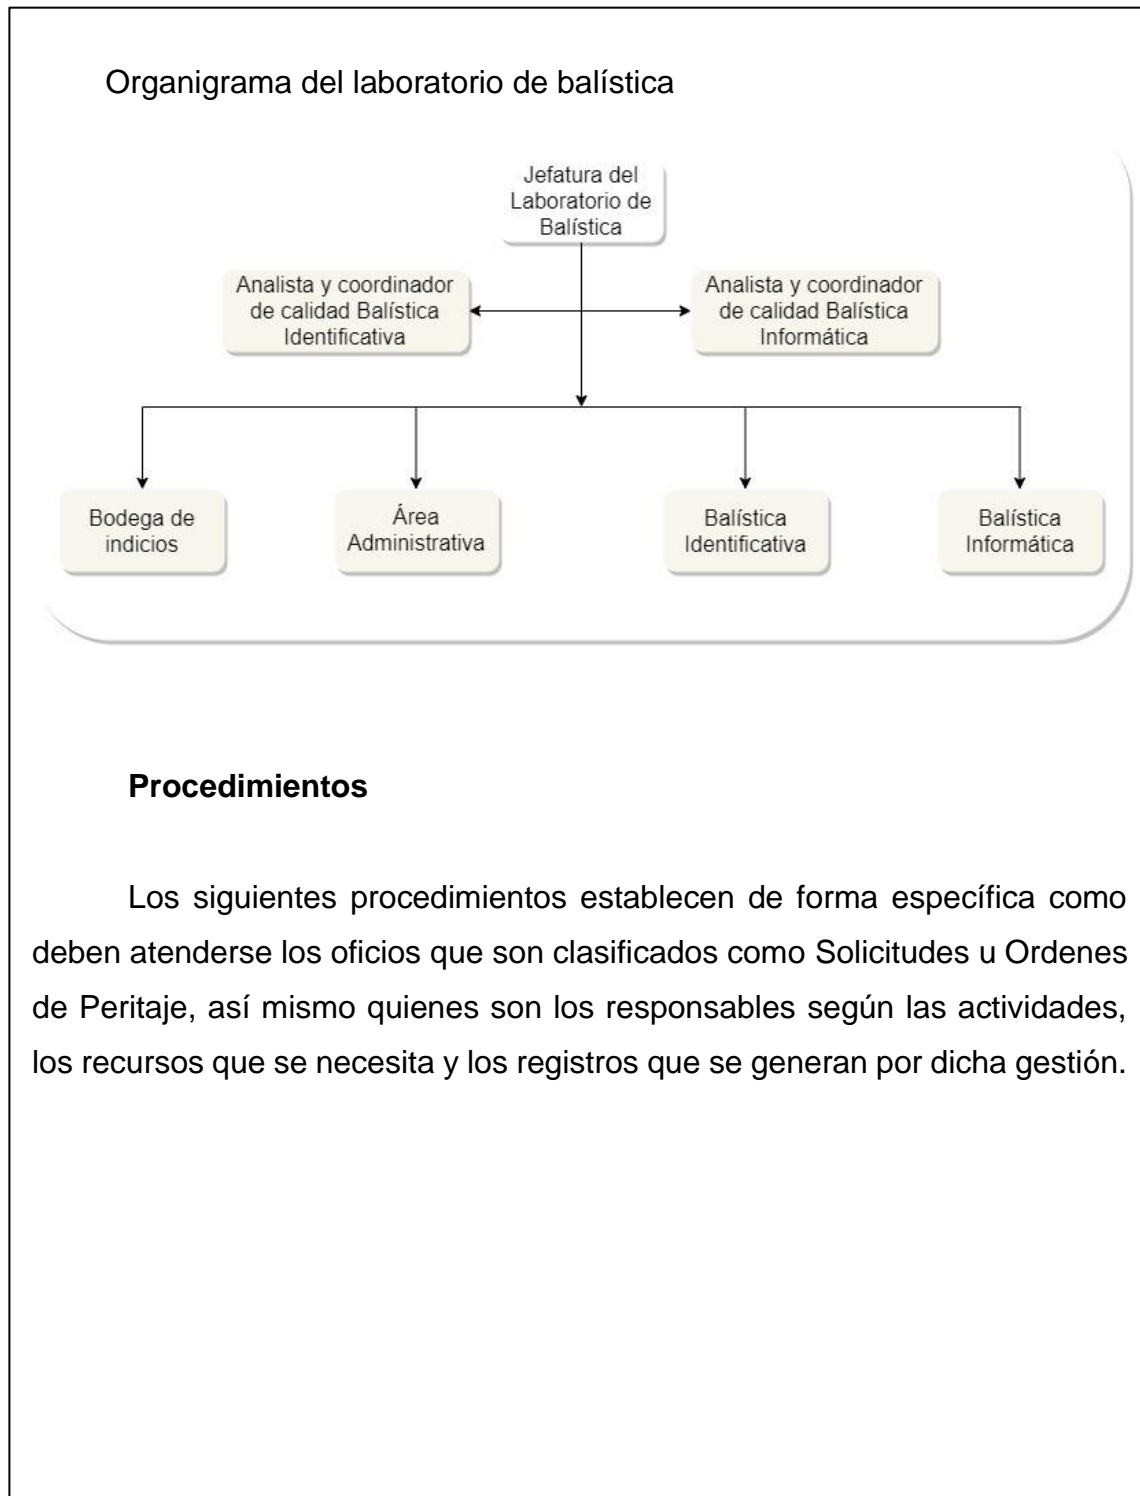 Organigrama del laboratorio de balística
Jefatura del
Laboratorio de
Balística
Analista y coordinador
de calidad Balística
Identificativa
Analista y coordinador
de calidad Balística
Informática
Bodega de
indicios
Área
Administrativa
Balística
Identificativa
Balística
Informática
Procedimientos
Los siguientes procedimientos establecen de forma específica como
deben atenderse los oficios que son clasificados como Solicitudes u Ordenes
de Peritaje, así mismo quienes son los responsables según las actividades,
los recursos que se necesita y los registros que se generan por dicha gestión.